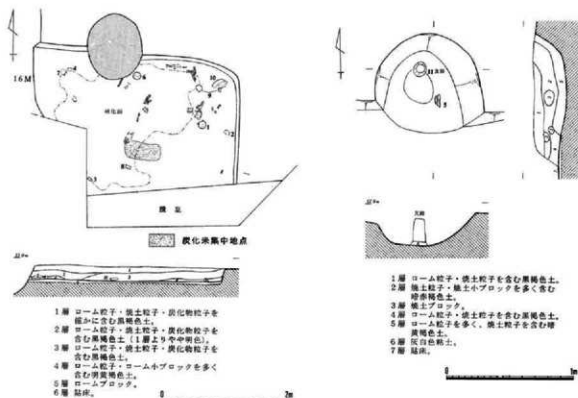 16M
硬化面
撹乱
炭化米集中地点
1層 ローム粒子・焼土粒子・炭化物粒子を
僅かに含む黒褐色土。
2層 ローム粒子・焼土粒子・炭化物粒子を
含む黒褐色土(1層よりやや明色)。
3層 ローム粒子・焼土粒子・炭化物粒子を
含む黒褐色土。
4層 ローム粒子・ローム小ブロックを多く
含む明黄褐色土。
5層 ロームブロック。
6層 貼床。
0 2m
支脚
1層 ローム粒子・焼土粒子を含む黒褐色土。
2層 焼土粒子・焼土小ブロックを多く含む
暗赤褐色土。
3層 焼土ブロック。
4層 ローム粒子・焼土粒子を含む黒褐色土。
5層 ローム粒子を多く、焼土粒子を含む暗
黄褐色土。
6層 灰白色粘土。
7層 貼床。
0 1m